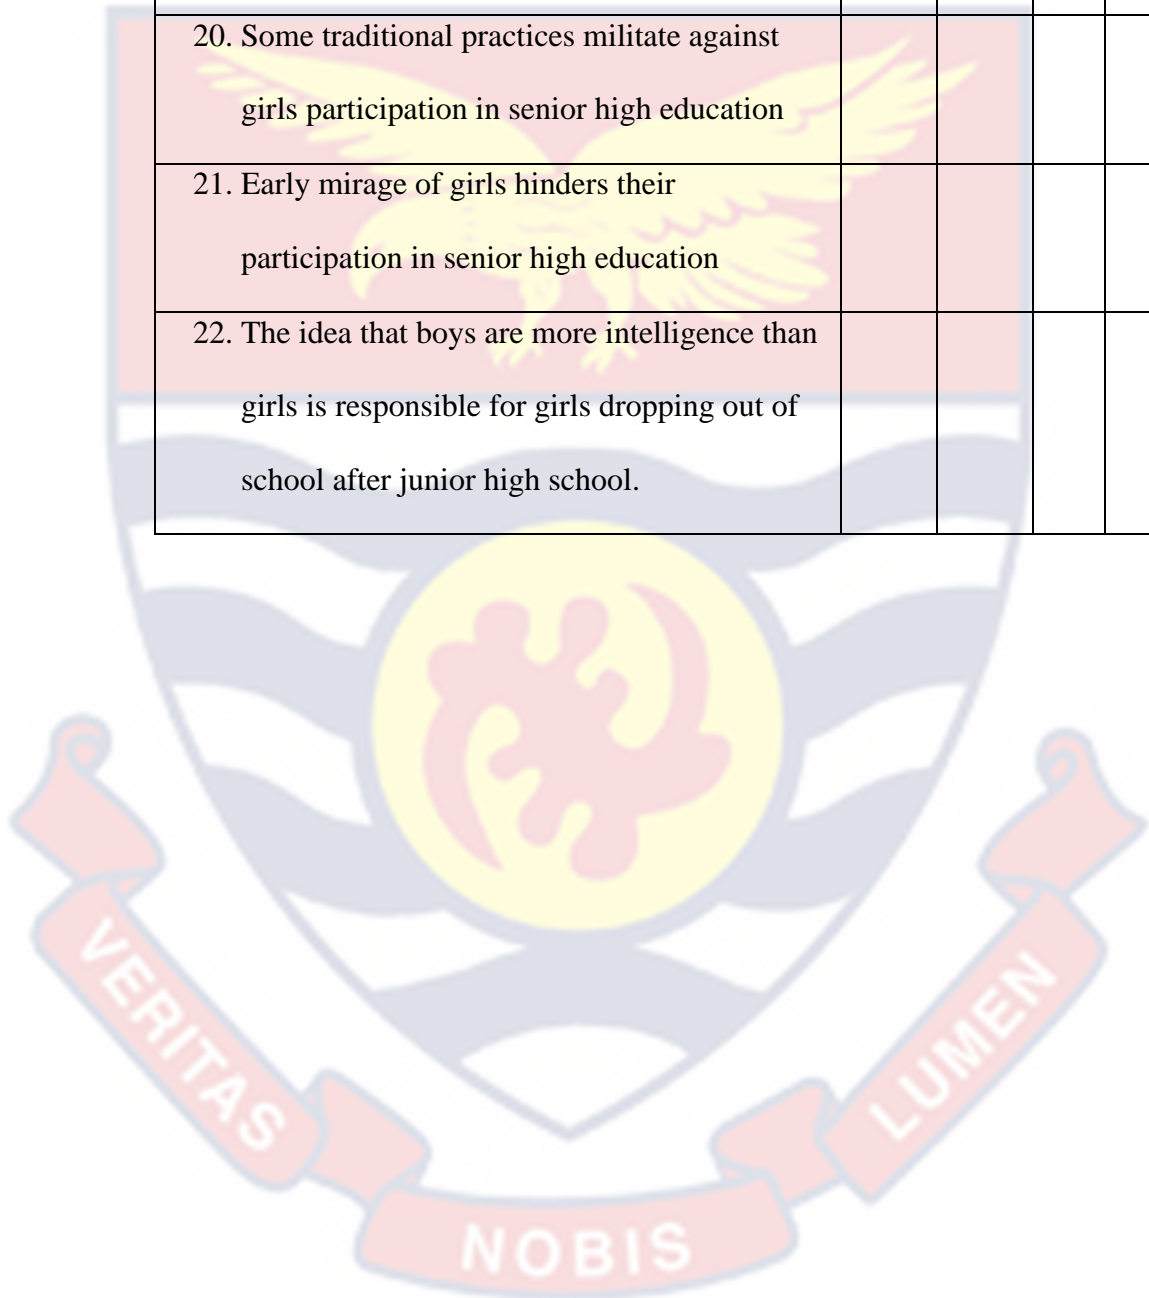 20. Some traditional practices militate against
girls participation in senior high education
21. Early mirage of girls hinders their
participation in senior high education
22. The idea that boys are more intelligence than
girls is responsible for girls dropping out of
school after junior high school.
VERITAS
NOBIS
LUMEN